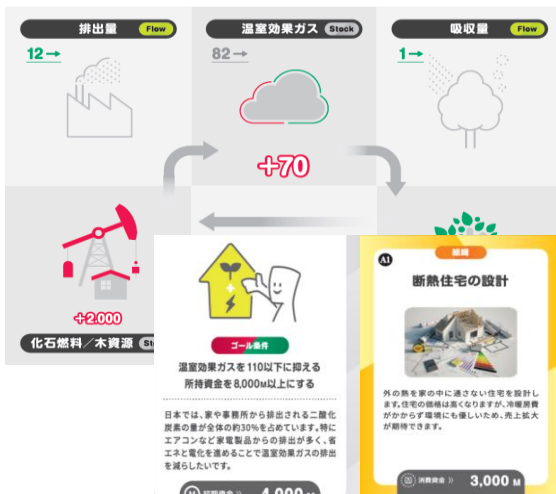 排出量 Flow
12→
温室効果ガス Stock
82→
吸収量 Flow
1→
+70
+2.000
化石燃料/木資源
ゴール条件
温室効果ガスを110以下に抑える
所持資金を8,000M以上にする
日本では、家や事務所から排出される二酸化
炭素の量が全体の約30%を占めています。特に
エアコンなど家電製品からの排出が多く、省
エネと電化を進めることで温室効果ガスの排出
を減らしたいです。
4,000
A1
組織
断熱住宅の設計
外の熱を家の中に通さない住宅を設計し
ます。住宅の価格は高くなりますが、冷暖房費
がかからず環境にも優しいため、売上拡大
が期待できます。
消費資金 》 3,000 M